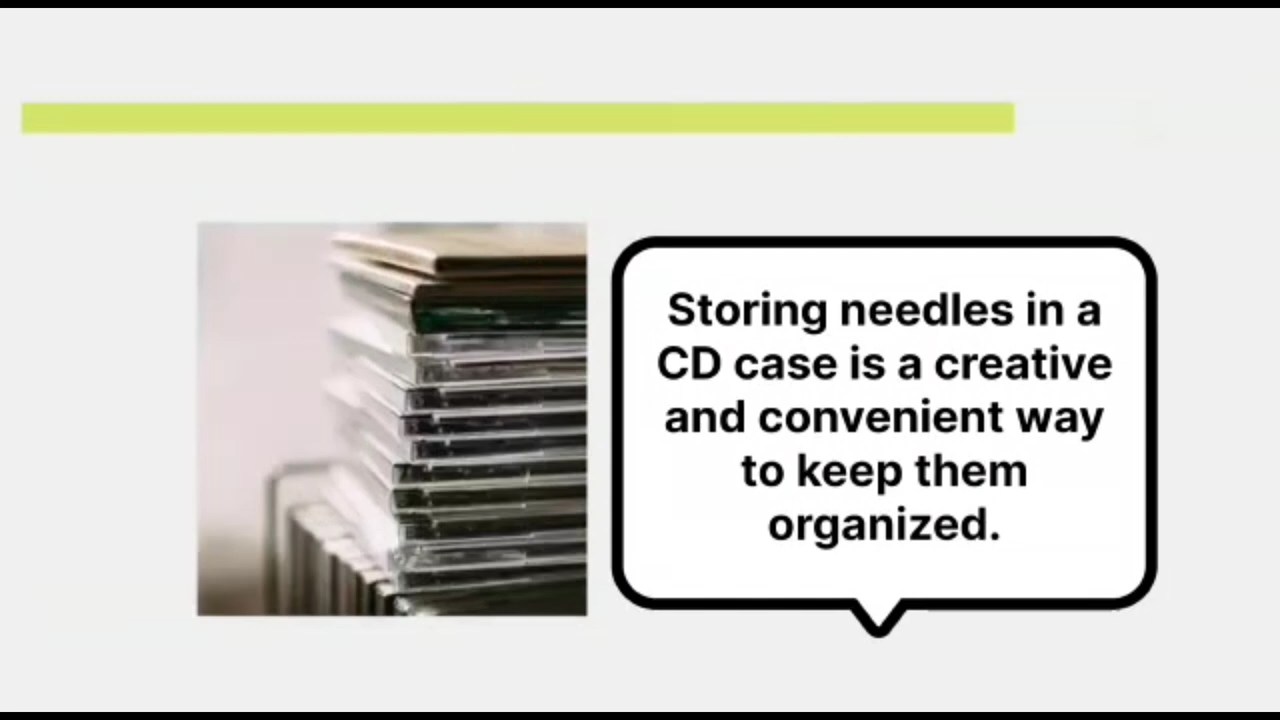 Storing needles in a
CD case is a creative
and convenient way
to keep them
organized.